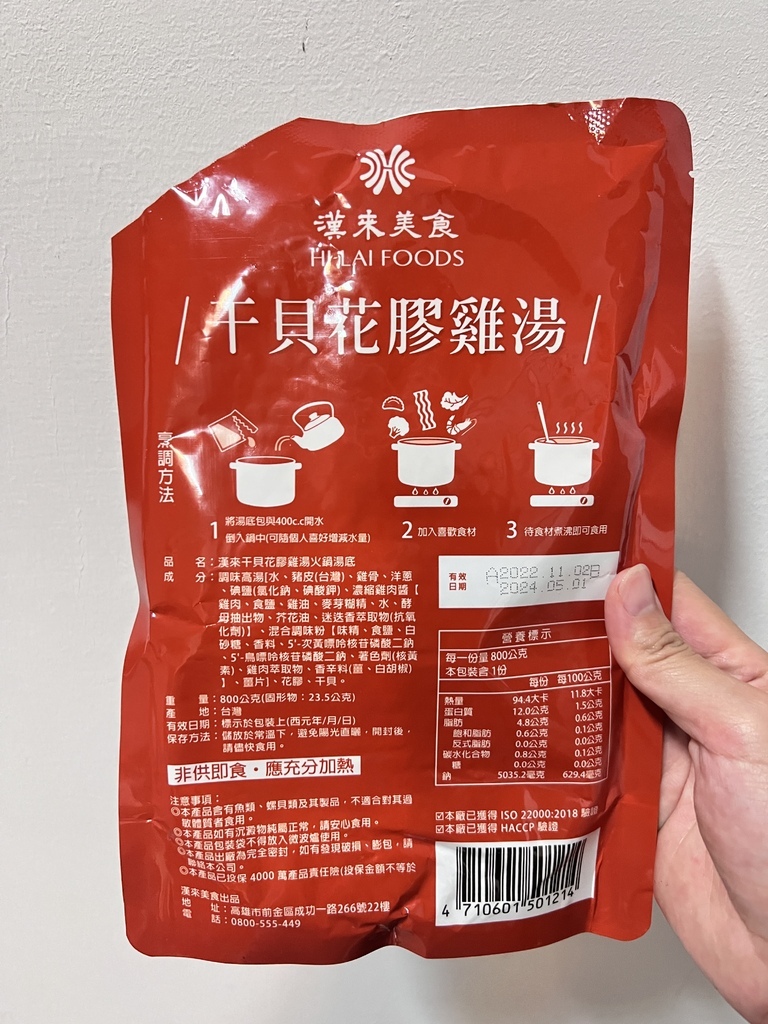 漢來美食
HI-LAI FOODS
干貝花膠雞湯
烹調方法
1 將湯底包與400c.c開水
倒入鍋中(可隨個人喜好增減水量)
2 加入喜歡食材
3 待食材煮沸即可食用
品 名：漢來干貝花膠雞湯火鍋湯底
成 分：調味高湯[水、豬皮(台灣)、雞骨、洋蔥
、碘鹽(氯化鈉、碘酸鉀)、濃縮雞肉醬【
雞肉、食鹽、雞油、麥芽糊精、水、酵
母抽出物、芥花油、迷迭香萃取物(抗氧
化劑)】、混合調味粉【味精、食鹽、白
砂糖、香料、5'-次黃嘌呤核苷磷酸二鈉
、5'-鳥嘌呤核苷磷酸二鈉、著色劑(核黃
素)、雞肉萃取物、香辛料(薑、白胡椒)
】、薑片]、花膠、干貝。
重 量：800公克(固形物：23.5公克)
產 地：台灣
有效日期：標示於包裝上(西元年/月/日)
保存方法：儲放於常溫下，避免陽光直曬，開封後，
請儘快食用。
非供即食・應充分加熱
注意事項：
◎本產品含有魚類、螺貝類及其製品，不適合對其過
敏體質者食用。
◎本產品如有沉澱物純屬正常，請安心食用。
◎本產品包裝袋不得放入微波爐使用。
◎本產品出廠為完全密封，如有發現破損、膨包，請
聯絡本公司。
◎本產品已投保 4000 萬產品責任險(投保金額不等於
漢來美食出品
地 址：高雄市前金區成功一路266號22樓
電 話：0800-555-449
有效
日期
A2022.11.02B
2024.05.01
營養標示
每一份量 800公克
本包裝含 1份
每份 每100公克
熱量 94.4大卡 11.8大卡
蛋白質 12.0公克 1.5公克
脂肪 4.8公克 0.6公克
飽和脂肪 0.6公克 0.1公克
反式脂肪 0.0公克 0.0公克
碳水化合物 0.8公克 0.1公克
糖 0.0公克 0.0公克
鈉 5035.2毫克 629.4毫克
☑本廠已獲得 ISO 22000:2018 驗證
☑本廠已獲得 HACCP 驗證
4 710601 501214